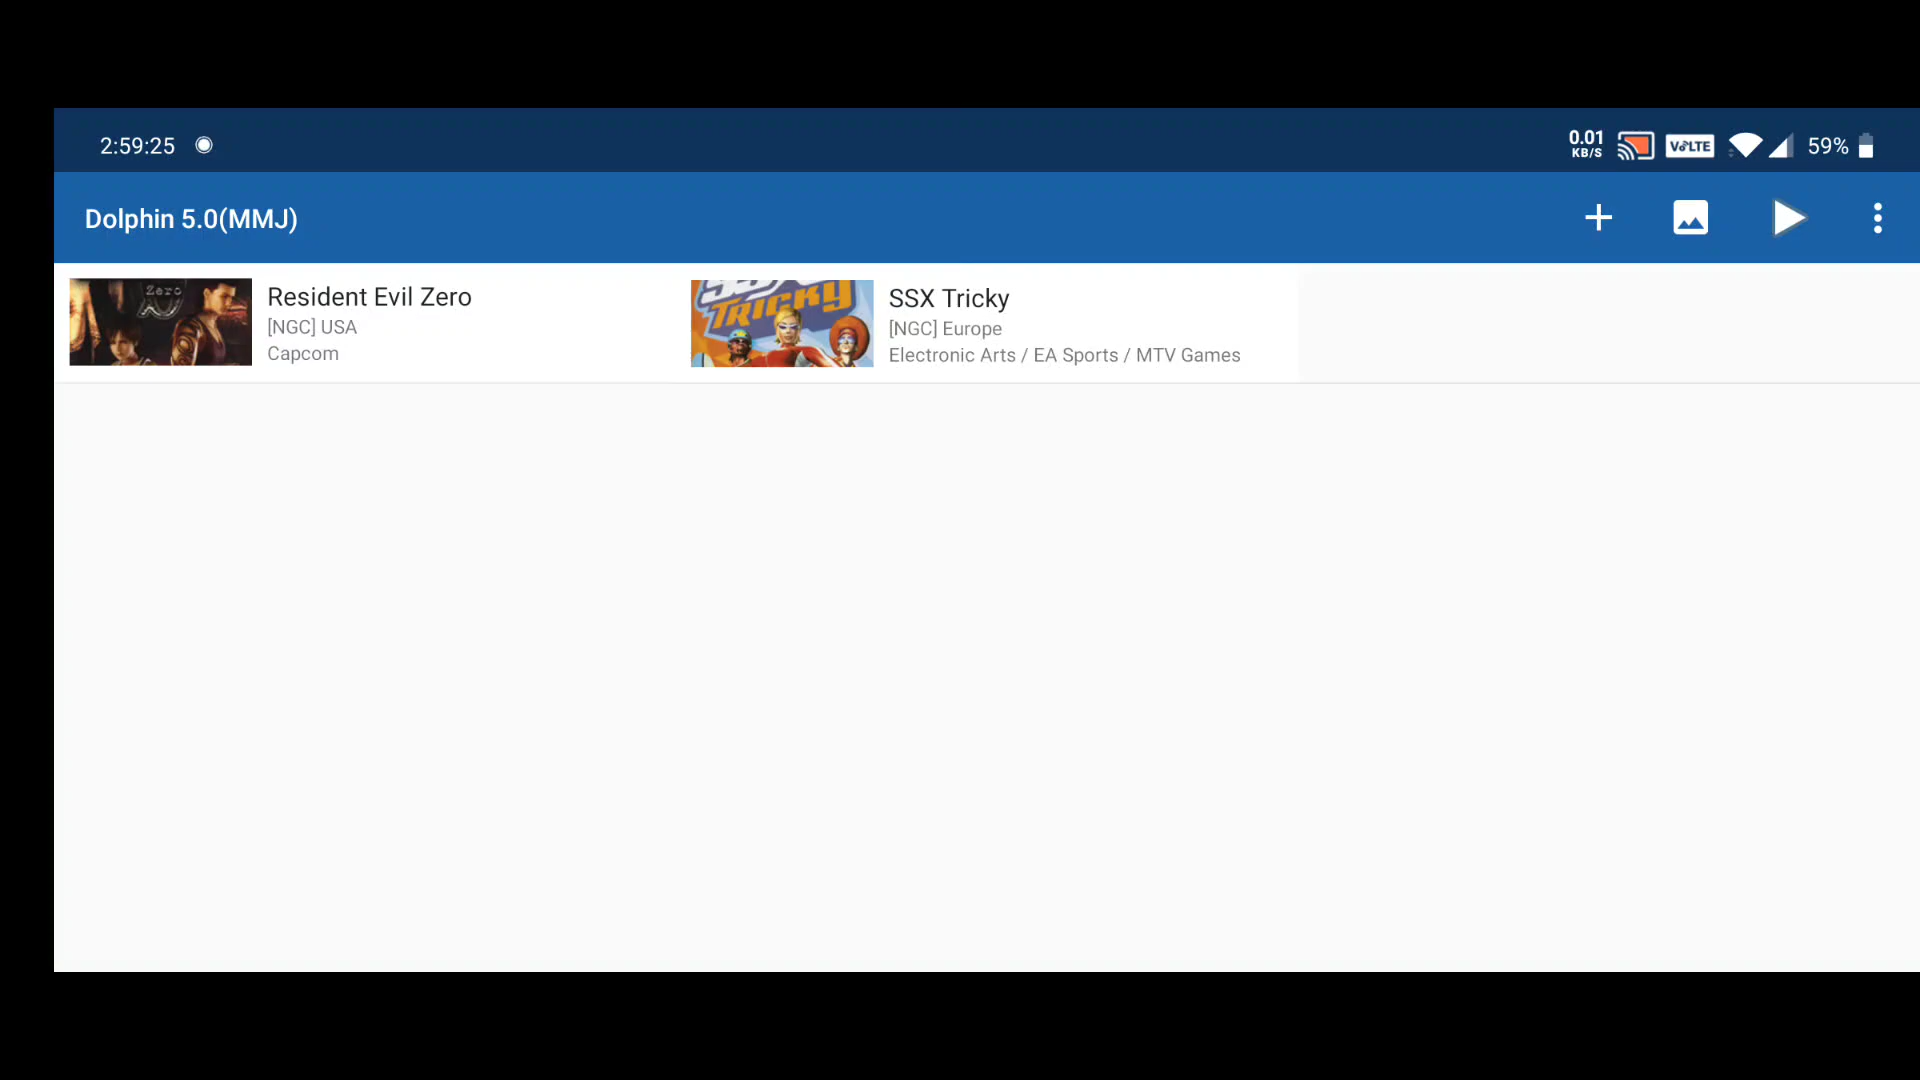 2:59:25
0.01
KB/S
VoLTE
59%
Dolphin 5.0(MMJ)
Zero
Resident Evil Zero
[NGC] USA
Capcom
TRICKY
SSX Tricky
[NGC] Europe
Electronic Arts / EA Sports / MTV Games